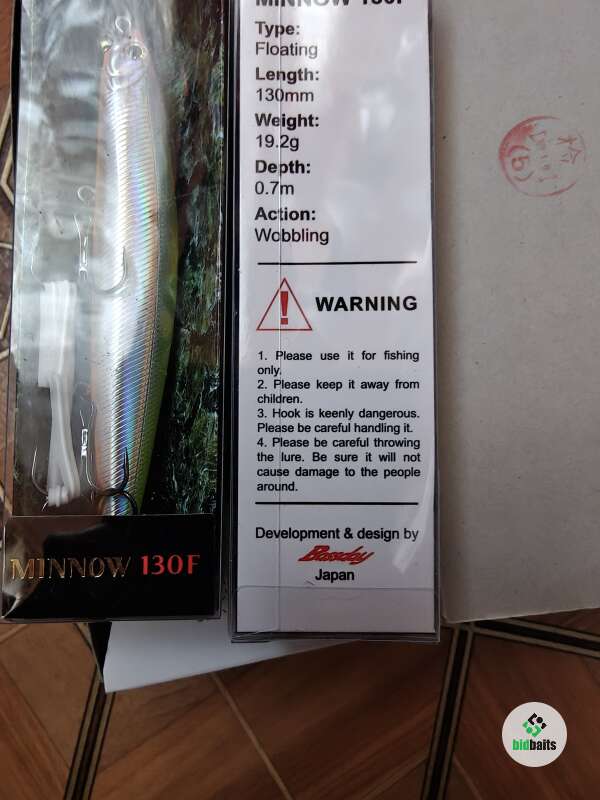 MINNOW 130F
Type:
Floating
Length:
130mm
Weight:
19.2g
Depth:
0.7m
Action:
Wobbling
WARNING
1. Please use it for fishing
only.
2. Please keep it away from
children.
3. Hook is keenly dangerous.
Please be careful handling it.
4. Please be careful throwing
the lure. Be sure it will not
cause damage to the people
around.
Development & design by
Bassday
Japan
MINNOW 130F
bidbaits